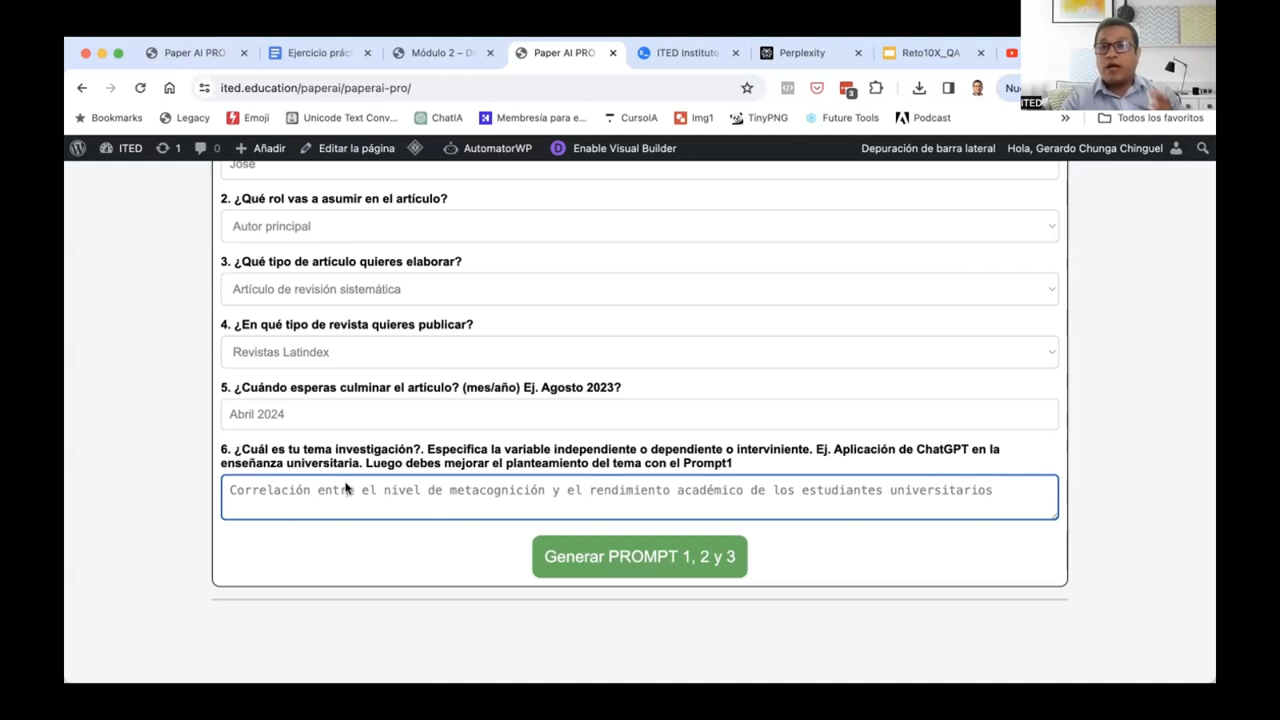 Paper AI PRO
Ejercicio prác
Módulo 2 – D
Paper AI PRO
ITED Institut
Perplexity
Reto10X_QA
ited.education/paperai/paperai-pro/
3
Nu
ITED
Bookmarks
Legacy
Emoji
Unicode Text Conv...
ChatIA
Membresía para e...
CursoIA
Img1
TinyPNG
Future Tools
Podcast
Todos los favoritos
ITED
1
0
Añadir
Editar la página
AutomatorWP
D
Enable Visual Builder
Depuración de barra lateral
Hola, Gerardo Chunga Chinguel
José
2. ¿Qué rol vas a asumir en el artículo?
Autor principal
3. ¿Qué tipo de artículo quieres elaborar?
Artículo de revisión sistemática
4. ¿En qué tipo de revista quieres publicar?
Revistas Latindex
5. ¿Cuándo esperas culminar el artículo? (mes/año) Ej. Agosto 2023?
Abril 2024
6. ¿Cuál es tu tema investigación?. Especifica la variable independiente o dependiente o interviniente. Ej. Aplicación de ChatGPT en la
enseñanza universitaria. Luego debes mejorar el planteamiento del tema con el Prompt1
Correlación entre el nivel de metacognición y el rendimiento académico de los estudiantes universitarios
Generar PROMPT 1, 2 y 3